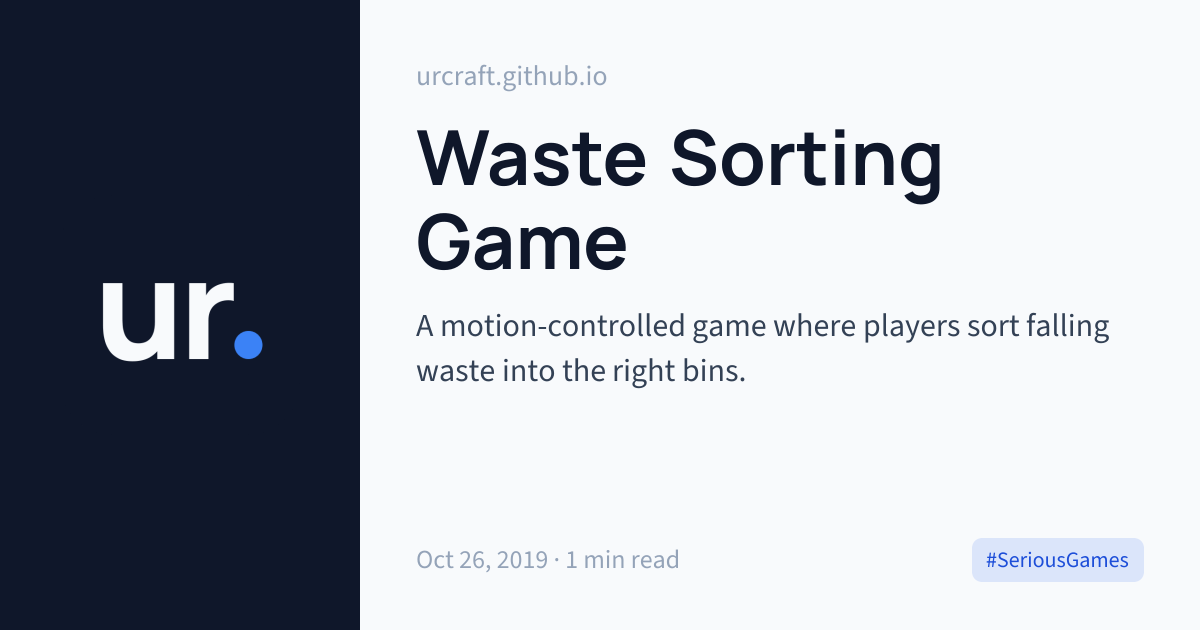 ur.
urcraft.github.io
Waste Sorting
Game
A motion-controlled game where players sort falling
waste into the right bins.
Oct 26, 2019 · 1 min read
#SeriousGames